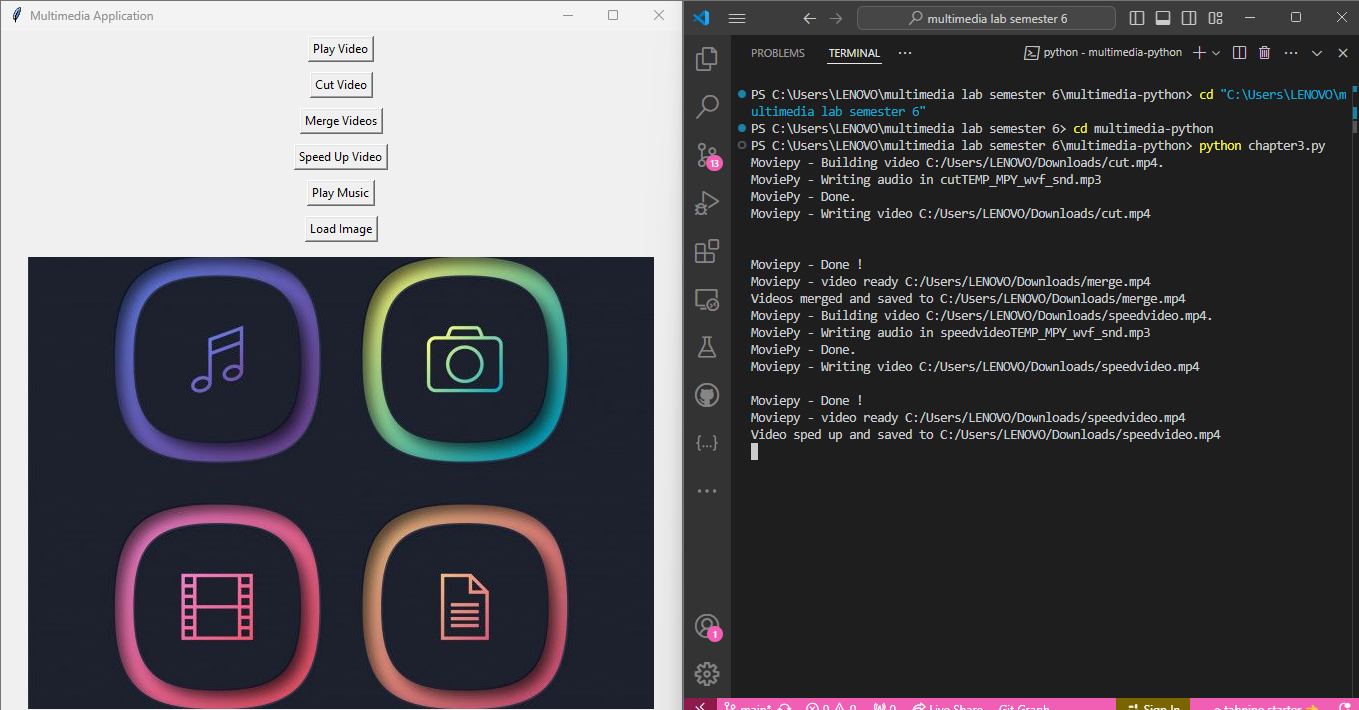 Multimedia Application
Play Video
Cut Video
Merge Videos
Speed Up Video
Play Music
Load Image
multimedia lab semester 6
PROBLEMS
TERMINAL
python - multimedia-python
PS C:\Users\LENOVO\multimedia lab semester 6\multimedia-python> cd "C:\Users\LENOVO\m
ultimedia lab semester 6"
PS C:\Users\LENOVO\multimedia lab semester 6> cd multimedia-python
PS C:\Users\LENOVO\multimedia lab semester 6\multimedia-python> python chapter3.py
Moviepy - Building video C:/Users/LENOVO/Downloads/cut.mp4.
MoviePy - Writing audio in cutTEMP_MPY_wvf_snd.mp3
MoviePy - Done.
Moviepy - Writing video C:/Users/LENOVO/Downloads/cut.mp4
Moviepy - Done !
Moviepy - video ready C:/Users/LENOVO/Downloads/merge.mp4
Videos merged and saved to C:/Users/LENOVO/Downloads/merge.mp4
Moviepy - Building video C:/Users/LENOVO/Downloads/speedvideo.mp4.
MoviePy - Writing audio in speedvideoTEMP_MPY_wvf_snd.mp3
MoviePy - Done.
Moviepy - Writing video C:/Users/LENOVO/Downloads/speedvideo.mp4
Moviepy - Done !
Moviepy - video ready C:/Users/LENOVO/Downloads/speedvideo.mp4
Video sped up and saved to C:/Users/LENOVO/Downloads/speedvideo.mp4
13
1
main* 0 0 0 Live Share Git Graph Sign In tabnine starter